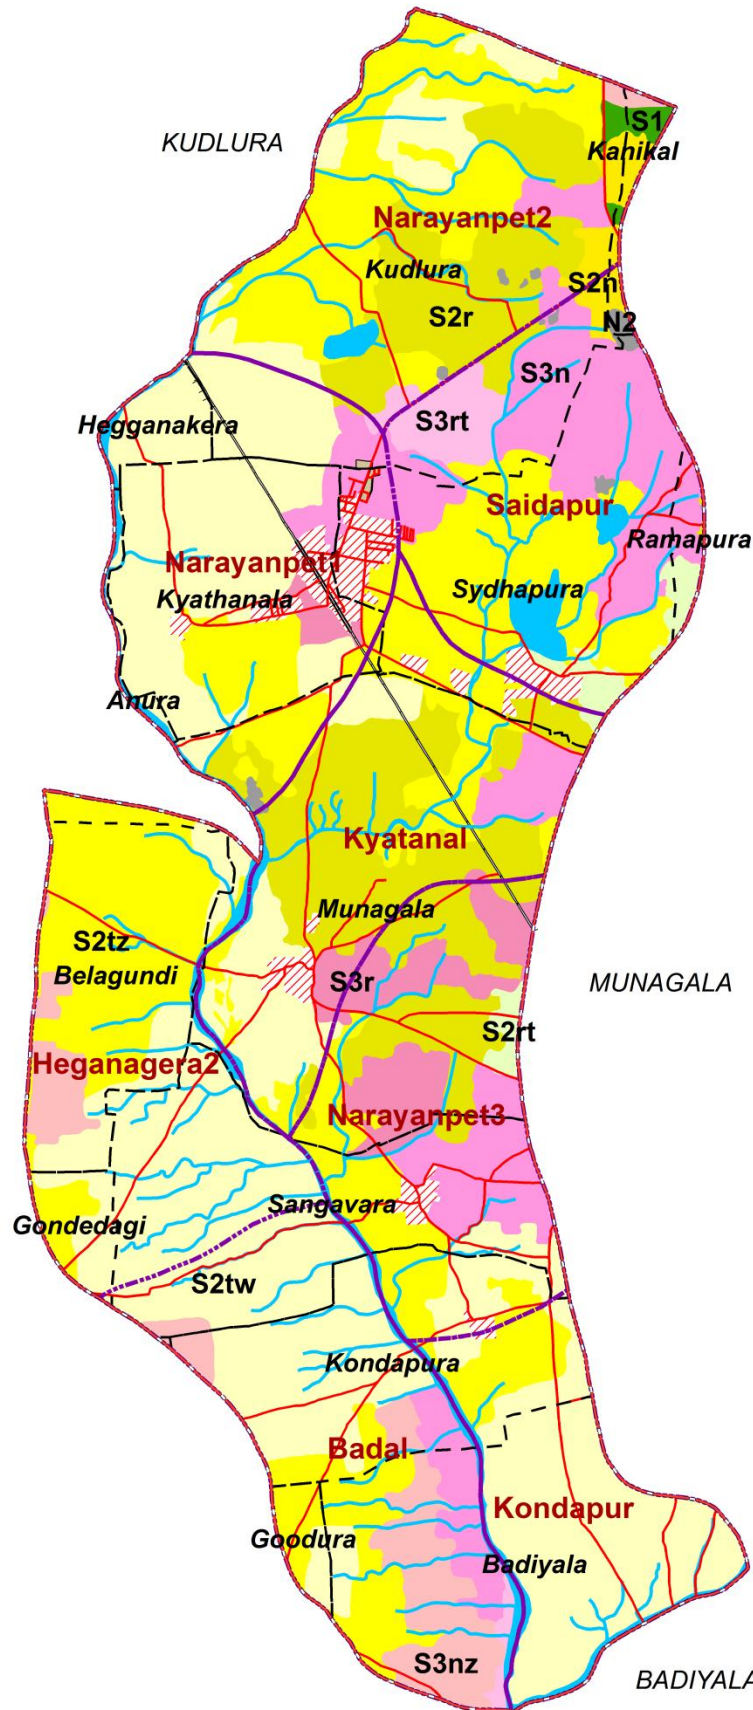 S1
KUDLURA
Kanikal
Narayanpet2
Kudlura
S2n
S2r
N2
S3n
S3rt
Hegganakera
Saidapur
Ramapura
Narayanpet1
Sydhapura
Kyathanala
Anura
Kyatanal
Munagala
S2tz
Belagundi
S3r
MUNAGALA
S2rt
Heganagera2
Narayanpet3
Sangavara
Gondedagi
S2tw
Kondapura
Badal
Kondapur
Goodura
Badiyala
S3nz
BADIYALA